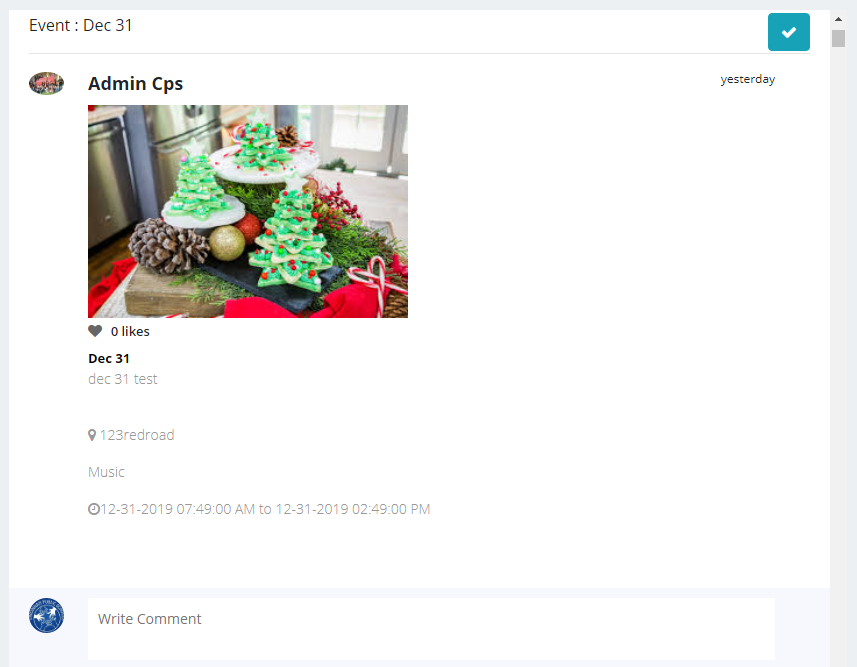 Event : Dec 31
Admin Cps
yesterday
0 likes
Dec 31
dec 31 test
123redroad
Music
12-31-2019 07:49:00 AM to 12-31-2019 02:49:00 PM
Write Comment